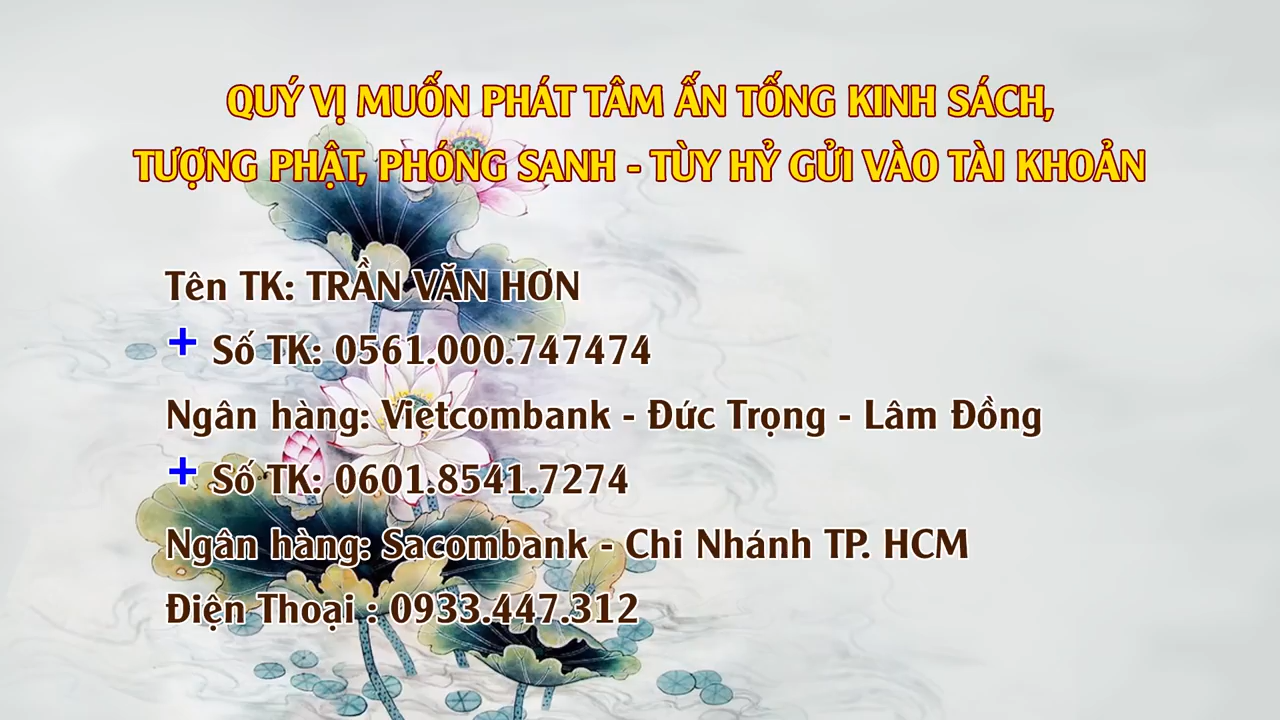 QUÝ VỊ MUỐN PHÁT TÂM ẤN TỐNG KINH SÁCH,
TƯỢNG PHẬT, PHÓNG SANH - TÙY HỶ GỬI VÀO TÀI KHOẢN
Tên TK: TRẦN VĂN HƠN
+ Số TK: 0561.000.747474
Ngân hàng: Vietcombank - Đức Trọng - Lâm Đồng
+ Số TK: 0601.8541.7274
Ngân hàng: Sacombank - Chi Nhánh TP. HCM
Điện Thoại : 0933.447.312